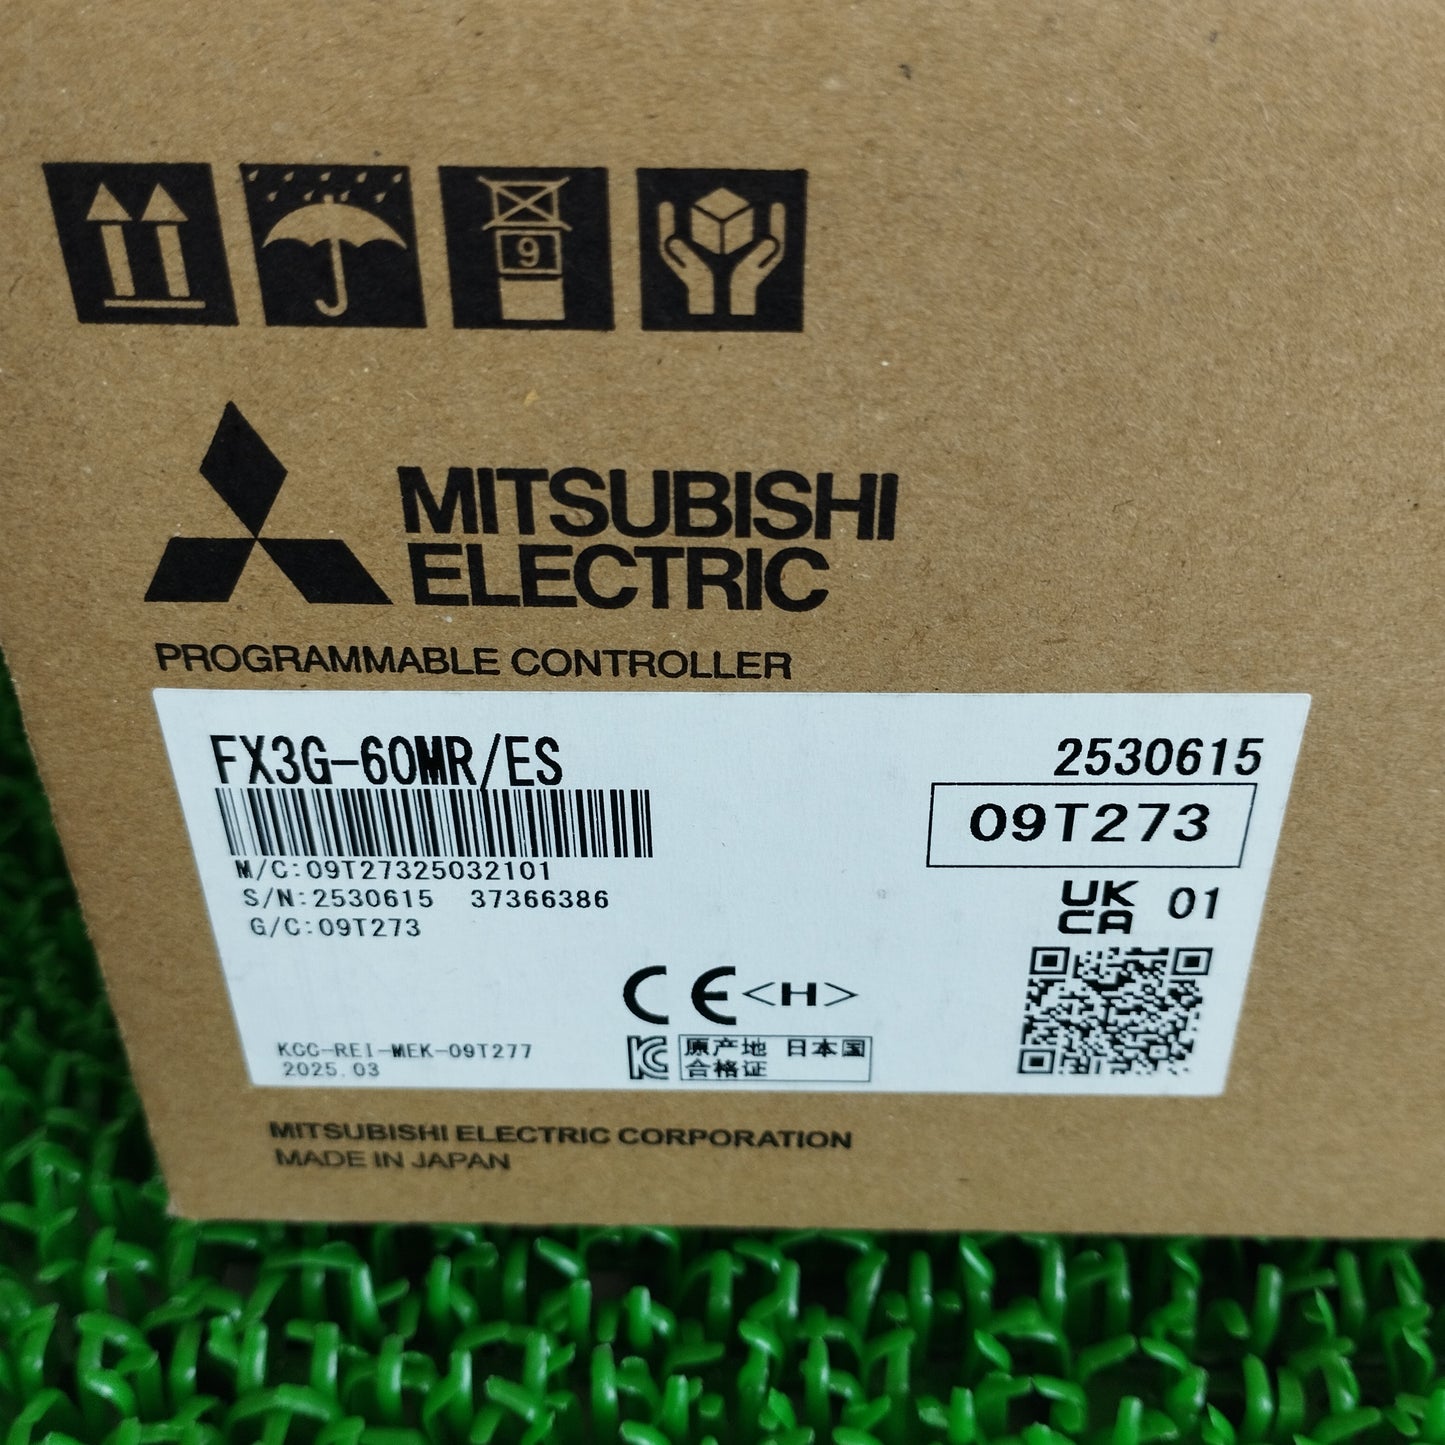 9
MITSUBISHI
ELECTRIC
PROGRAMMABLE CONTROLLER
FX3G-60MR/ES
2530615
09T273
M/C:09T27325032101
S/N:2530615 37366386
G/C:09T273
UK
CA 01
CE <H>
KCC-REI-MEK-09T277
2025.03
KC
原产地 日本国
合格证
MITSUBISHI ELECTRIC CORPORATION
MADE IN JAPAN